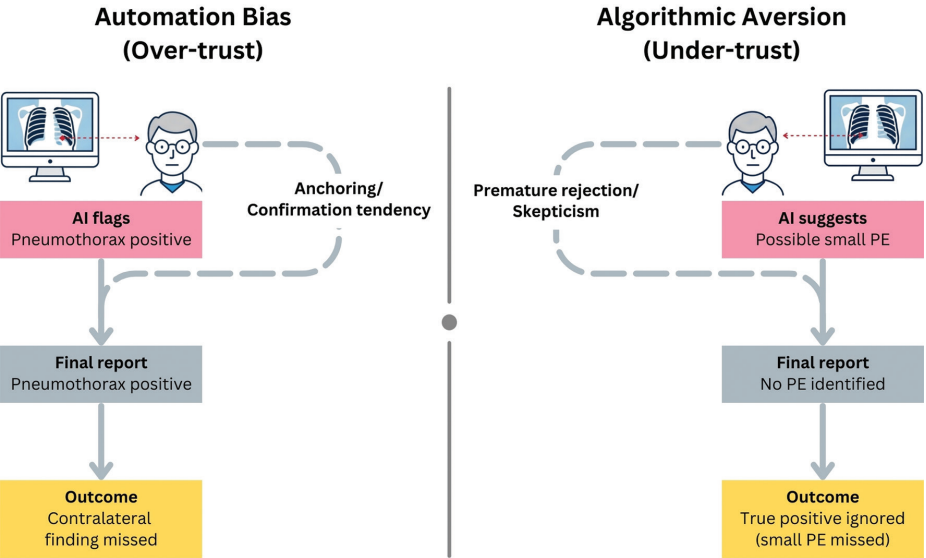 Automation Bias
(Over-trust)
Anchoring/
Confirmation tendency
AI flags
Pneumothorax positive
Final report
Pneumothorax positive
Outcome
Contralateral
finding missed
Algorithmic Aversion
(Under-trust)
Premature rejection/
Skepticism
AI suggests
Possible small PE
Final report
No PE identified
Outcome
True positive ignored
(small PE missed)